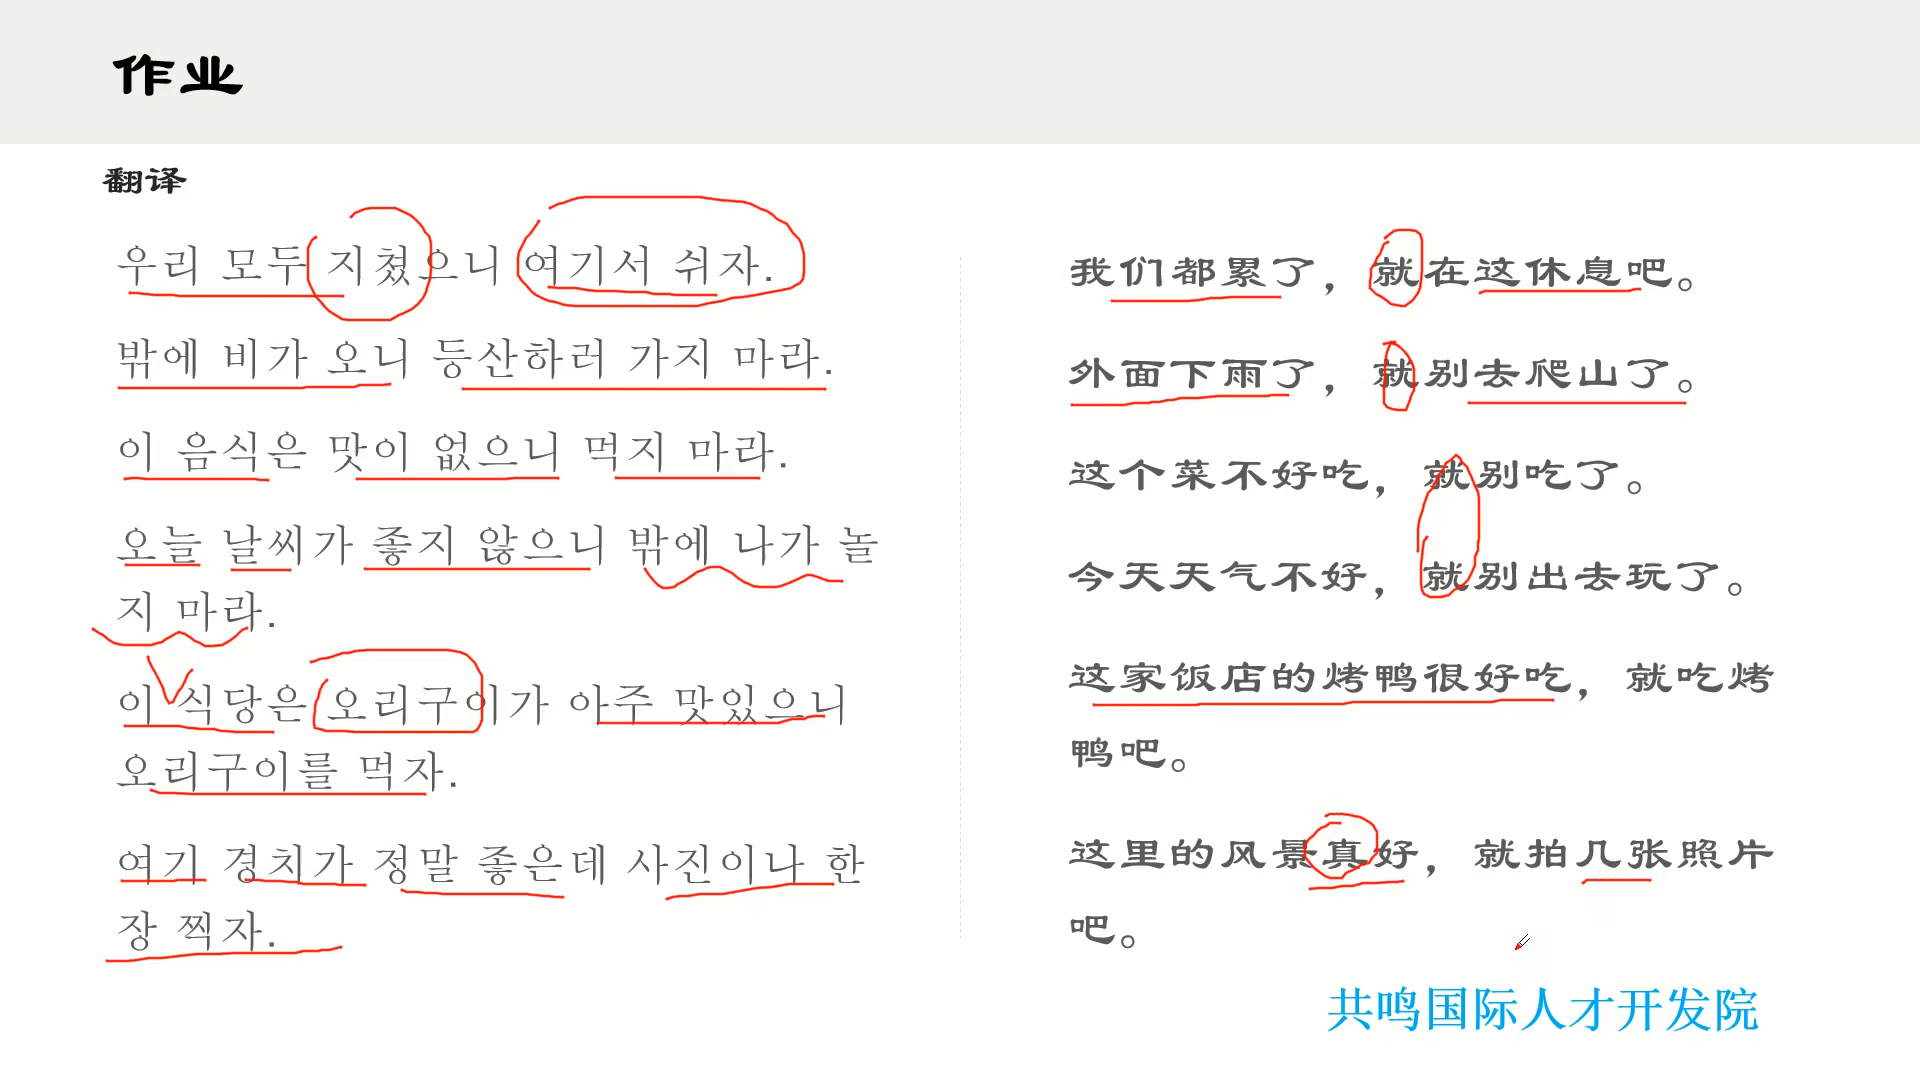 作业
翻译
우리 모두 지쳤으니 여기서 쉬자.
밖에 비가 오니 등산하러 가지 마라.
이 음식은 맛이 없으니 먹지 마라.
오늘 날씨가 좋지 않으니 밖에 나가 놀
지 마라.
이 식당은 오리구이가 아주 맛있으니
오리구이를 먹자.
여기 경치가 정말 좋은데 사진이나 한
장 찍자.
我们都累了，就在这休息吧。
外面下雨了，就别去爬山了。
这个菜不好吃，就别吃了。
今天天气不好，就别出去玩了。
这家饭店的烤鸭很好吃，就吃烤
鸭吧。
这里的风景真好，就拍几张照片
吧。
共鸣国际人才开发院